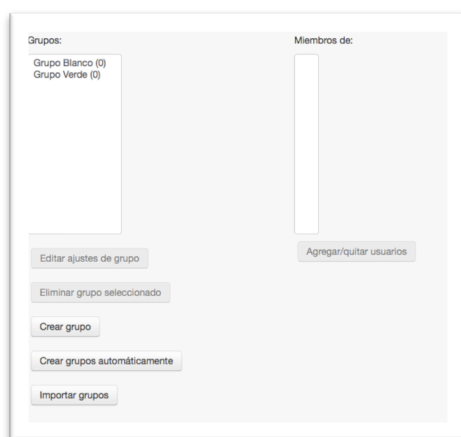 Grupos:
Miembros de:
Grupo Blanco (0)
Grupo Verde (0)
Editar ajustes de grupo
Agregar/quitar usuarios
Eliminar grupo seleccionado
Crear grupo
Crear grupos automáticamente
Importar grupos